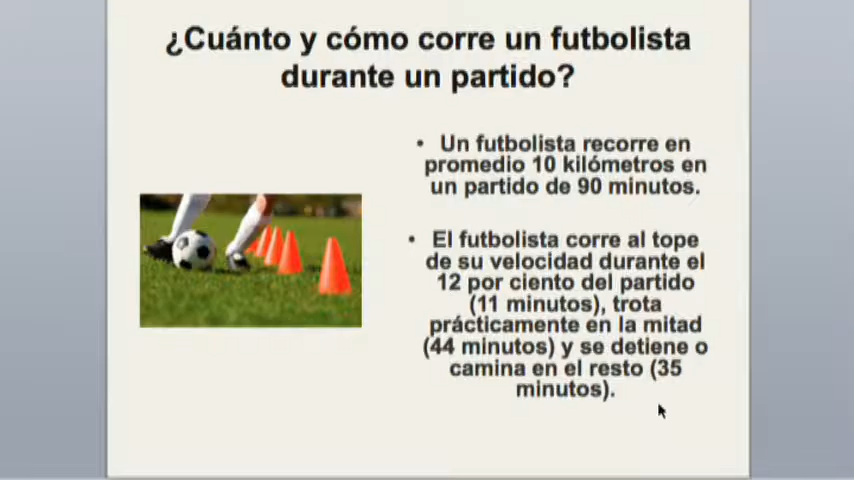 ¿Cuánto y cómo corre un futbolista
durante un partido?
• Un futbolista recorre en
promedio 10 kilómetros en
un partido de 90 minutos.
• El futbolista corre al tope
de su velocidad durante el
12 por ciento del partido
(11 minutos), trota
prácticamente en la mitad
(44 minutos) y se detiene o
camina en el resto (35
minutos).